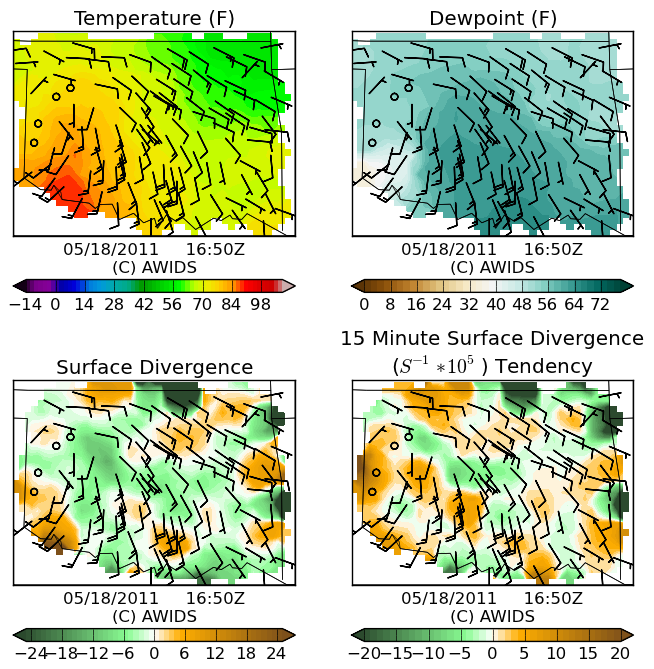 Temperature (F)
Dewpoint (F)
05/18/2011 16:50Z
(C) AWIDS
05/18/2011 16:50Z
(C) AWIDS
−14 0 14 28 42 56 70 84 98
0 8 16 24 32 40 48 56 64 72
Surface Divergence
15 Minute Surface Divergence
(S⁻¹ *10⁵ ) Tendency
05/18/2011 16:50Z
(C) AWIDS
05/18/2011 16:50Z
(C) AWIDS
−24 −18 −12 −6 0 6 12 18 24
−20 −15 −10 −5 0 5 10 15 20